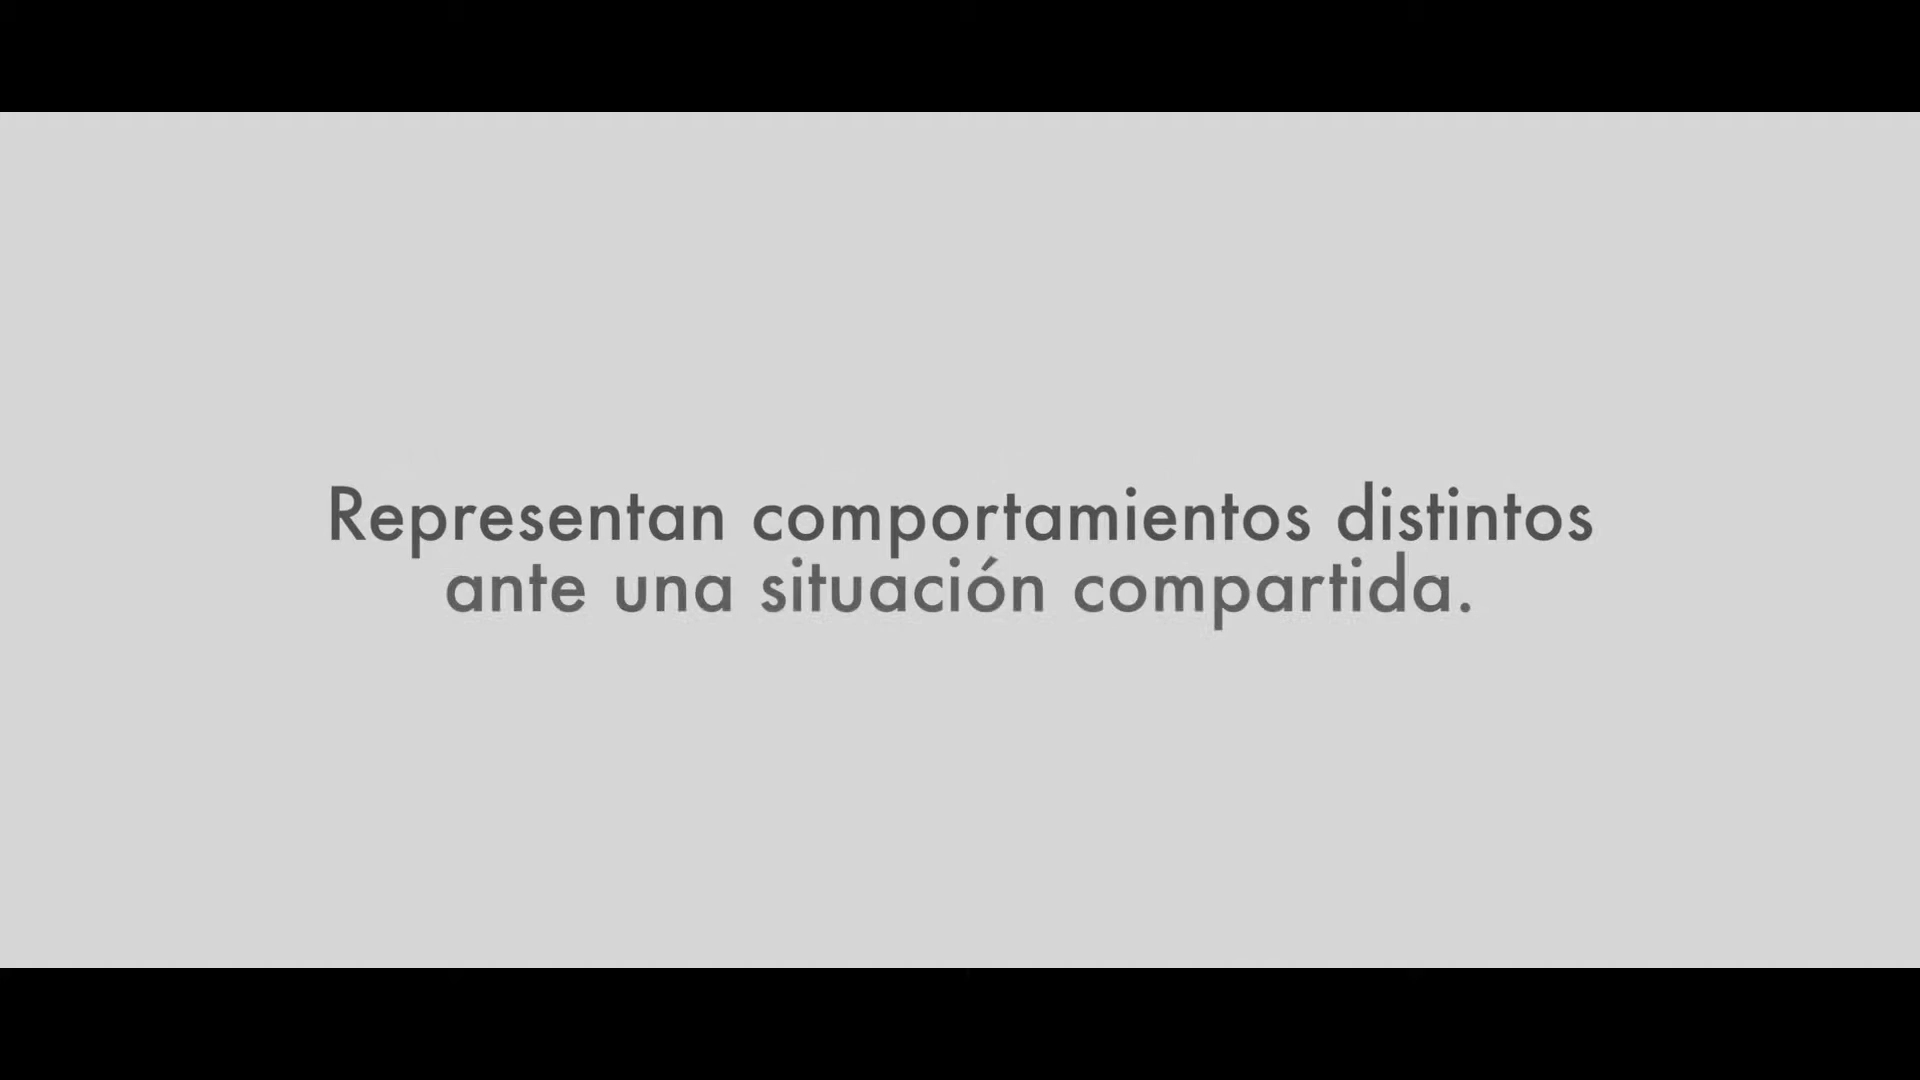 Representan comportamientos distintos
ante una situación compartida.